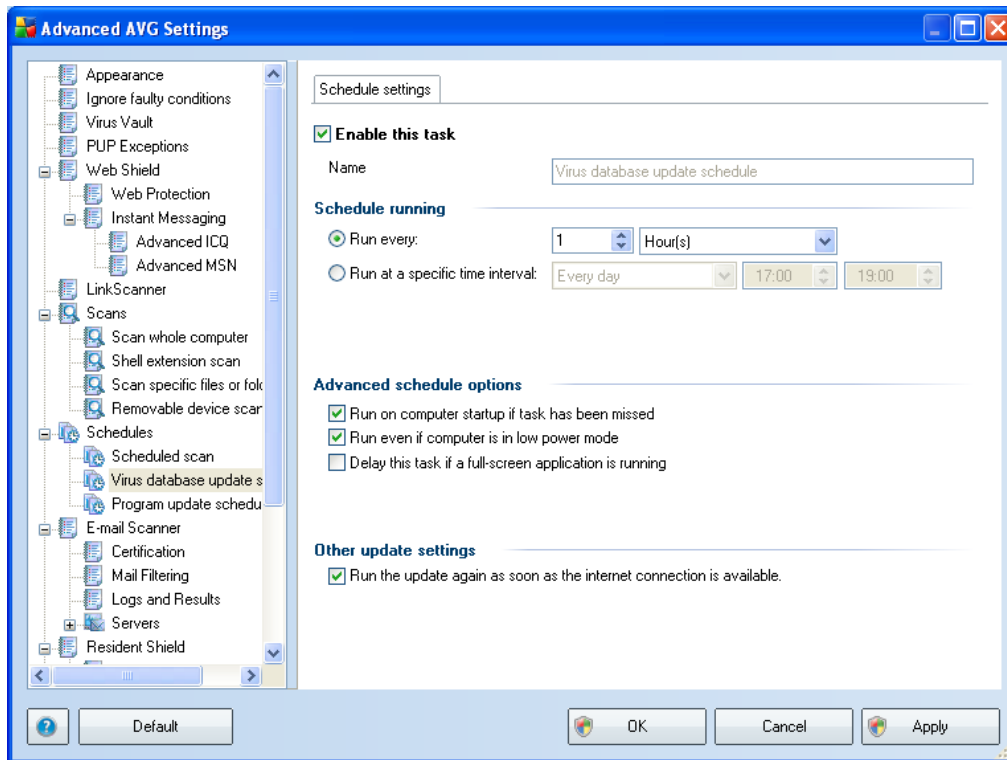 Advanced AVG Settings
Appearance
Ignore faulty conditions
Virus Vault
PUP Exceptions
Web Shield
Web Protection
Instant Messaging
Advanced ICQ
Advanced MSN
LinkScanner
Scans
Scan whole computer
Shell extension scan
Scan specific files or fold
Removable device scan
Schedules
Scheduled scan
Virus database update s
Program update schedu
E-mail Scanner
Certification
Mail Filtering
Logs and Results
Servers
Resident Shield
Schedule settings
Enable this task
Name Virus database update schedule
Schedule running
Run every: 1 Hour(s)
Run at a specific time interval: Every day 17:00 19:00
Advanced schedule options
Run on computer startup if task has been missed
Run even if computer is in low power mode
Delay this task if a full-screen application is running
Other update settings
Run the update again as soon as the internet connection is available.
? Default OK Cancel Apply